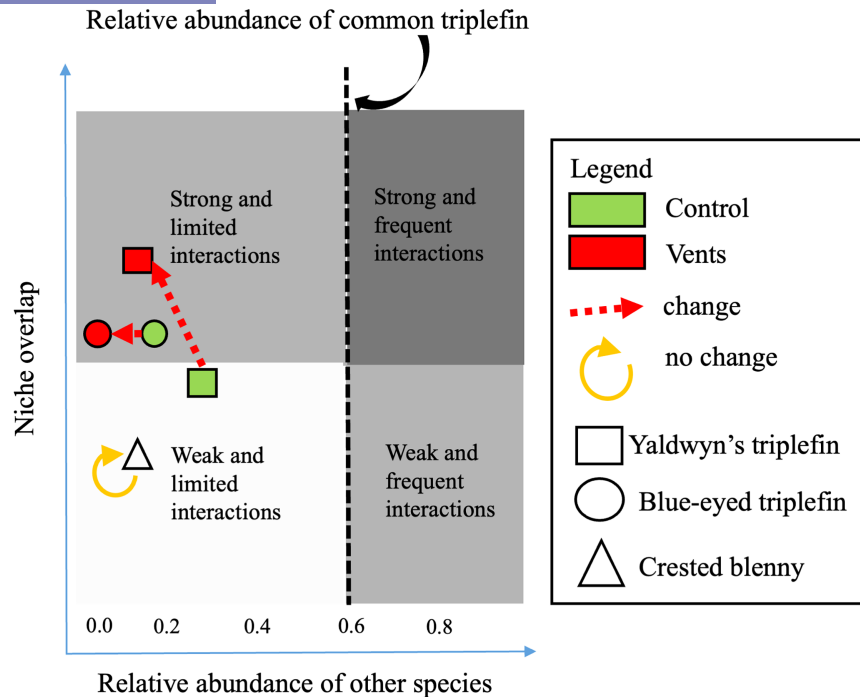 Relative abundance of common triplefin
Niche overlap
Strong and
limited
interactions
Strong and
frequent
interactions
Weak and
limited
interactions
Weak and
frequent
interactions
0.0 0.2 0.4 0.6 0.8
Relative abundance of other species
Legend
Control
Vents
change
no change
Yaldwyn’s triplefin
Blue-eyed triplefin
Crested blenny